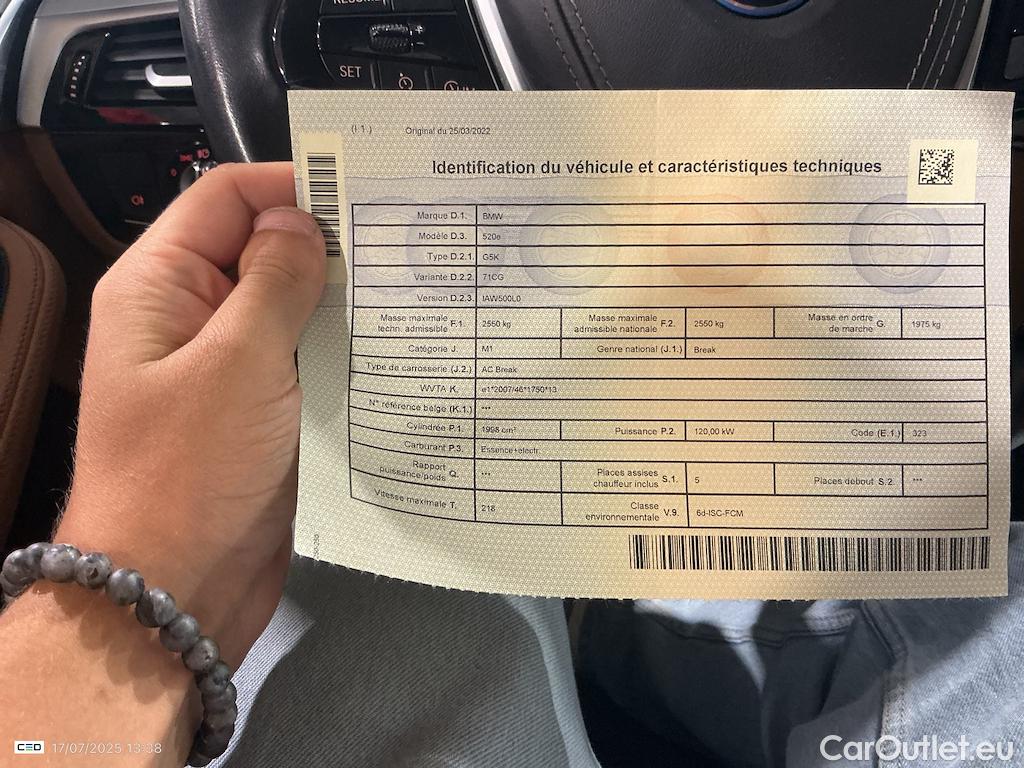 SET
(I.1.) Original du 25/03/2022
Identification du véhicule et caractéristiques techniques
Marque D.1. BMW
Modèle D.3. 520e
Type D.2.1. G5K
Variante D.2.2. 71CG
Version D.2.3. IAW500L0
Masse maximale techn. admissible F.1. 2550 kg Masse maximale admissible nationale F.2. 2550 kg Masse en ordre de marche G. 1975 kg
Catégorie J. M1 Genre national (J.1.) Break
Type de carrosserie (J.2.) AC Break
WVTA K. e1*2007/46*1750*13
N° référence belge (K.1.) ***
Cylindrée P.1. 1998 cm³ Puissance P.2. 120,00 kW Code (E.1.) 323
Carburant P.3. Essence+electr.
Rapport puissance/poids Q. *** Places assises chauffeur inclus S.1. 5 Places debout S.2. ***
Vitesse maximale T. 218 Classe environnementale V.9. 6d-ISC-FCM
CEO 17/07/2025 13:38
CarOutlet.eu